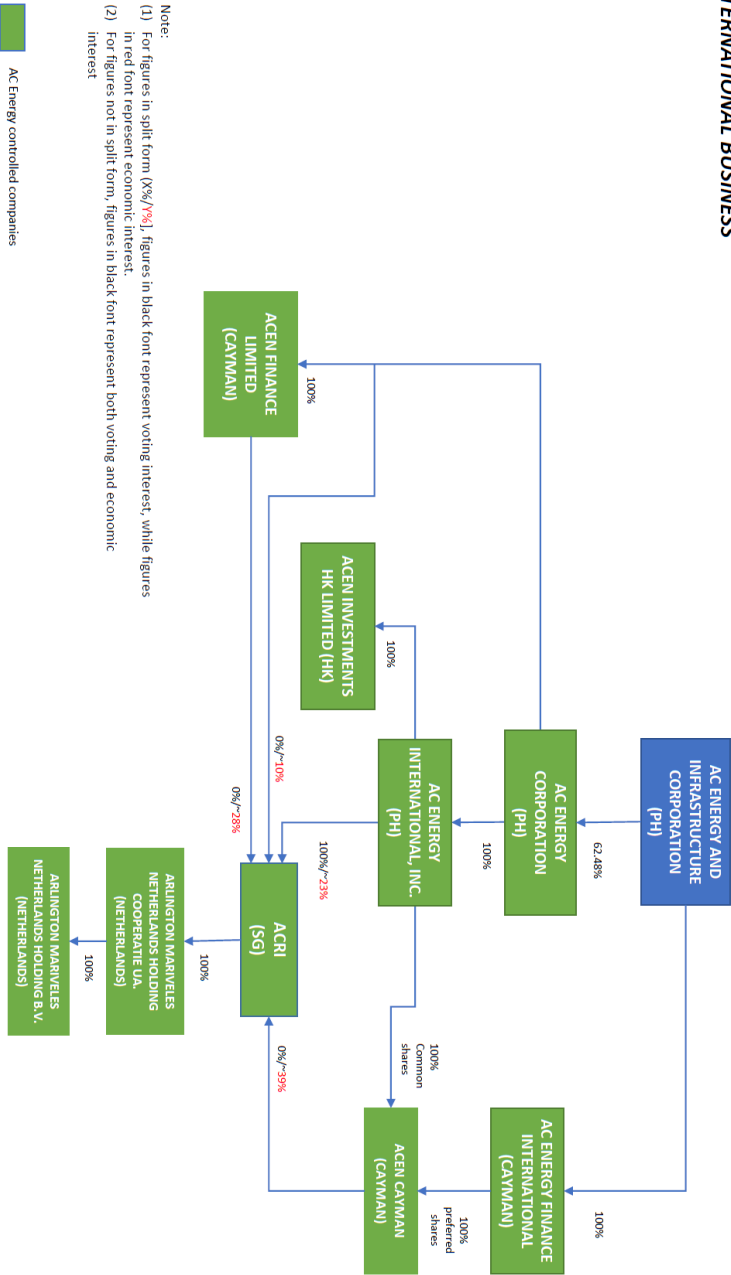 TERNATIONAL BUSINESS
AC ENERGY AND
INFRASTRUCTURE
CORPORATION
(PH)
62.48%
100%
AC ENERGY
CORPORATION
(PH)
AC ENERGY FINANCE
INTERNATIONAL
(CAYMAN)
100%
100%
preferred
shares
AC ENERGY
INTERNATIONAL, INC.
(PH)
100%
Common
shares
ACEN CAYMAN
(CAYMAN)
100%
ACEN INVESTMENTS
HK LIMITED (HK)
100%
ACEN FINANCE
LIMITED
(CAYMAN)
0%/~10%
0%/~28%
100%/~23%
0%/~39%
ACRI
(SG)
100%
ARLINGTON MARIVELES
NETHERLANDS HOLDING
COOPERATIE UA.
(NETHERLANDS)
100%
ARLINGTON MARIVELES
NETHERLANDS HOLDING B.V.
(NETHERLANDS)
Note:
(1) For figures in split form (X%/Y%], figures in black font represent voting interest, while figures
in red font represent economic interest.
(2) For figures not in split form, figures in black font represent both voting and economic
interest
AC Energy controlled companies